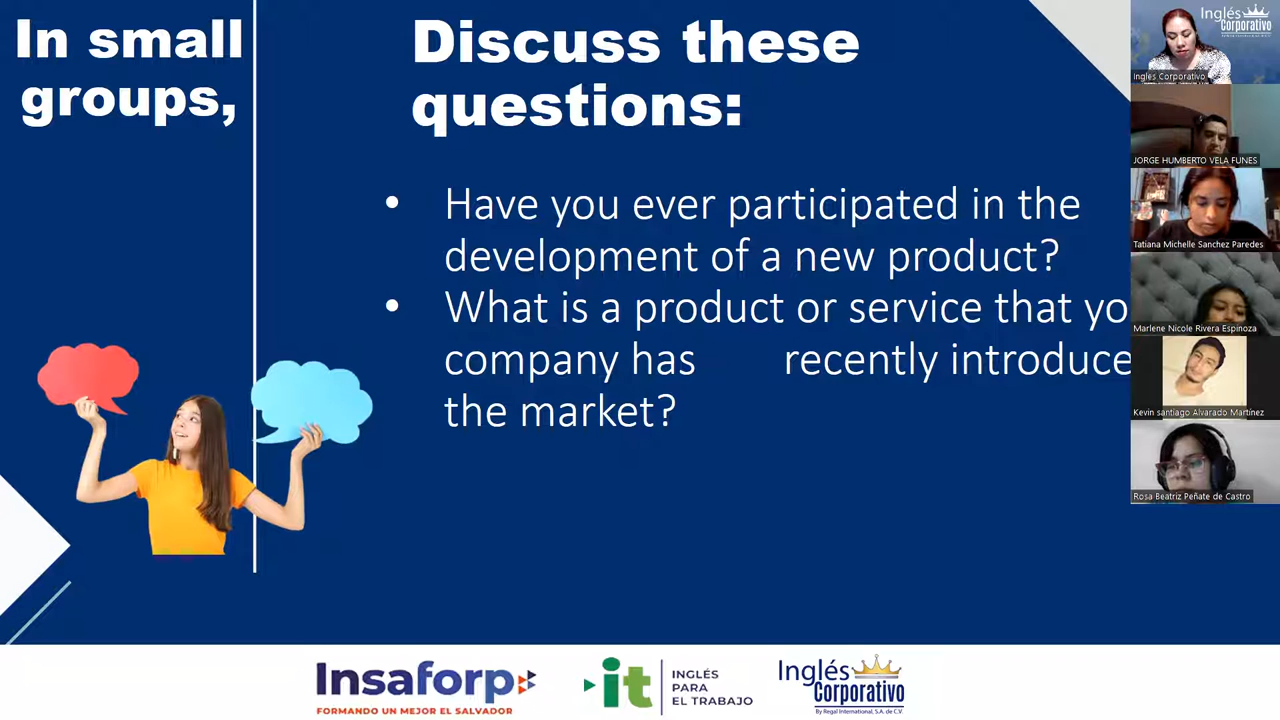 In small
groups,
Discuss these
questions:
• Have you ever participated in the
development of a new product?
• What is a product or service that yo
company has recently introduce
the market?
Inglés
Corporativo
Ingles Corporativo
JORGE HUMBERTO VELA FUNES
Tatiana Michelle Sanchez Paredes
Marlene Nicole Rivera Espinoza
Kevin santiago Alvarado Martínez
Rosa Beatriz Peñate de Castro
Insaforp
FORMANDO UN MEJOR EL SALVADOR
it
INGLÉS
PARA
EL TRABAJO
Inglés
Corporativo
By Regal International, S.A. de C.V.